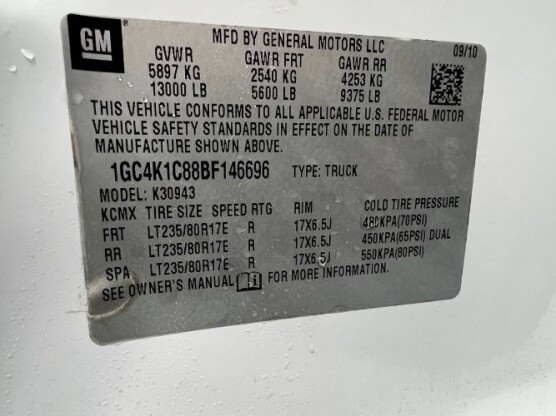 GM
MFD BY GENERAL MOTORS LLC 09/10
GVWR GAWR FRT GAWR RR
5897 KG 2540 KG 4253 KG
13000 LB 5600 LB 9375 LB
THIS VEHICLE CONFORMS TO ALL APPLICABLE U.S. FEDERAL MOTOR
VEHICLE SAFETY STANDARDS IN EFFECT ON THE DATE OF
MANUFACTURE SHOWN ABOVE.
1GC4K1C88BF146696 TYPE: TRUCK
MODEL: K30943
KCMX TIRE SIZE SPEED RTG RIM COLD TIRE PRESSURE
FRT LT235/80R17E R 17X6.5J 480KPA(70PSI)
RR LT235/80R17E R 17X6.5J 450KPA(65PSI) DUAL
SPA LT235/80R17E R 17X6.5J 550KPA(80PSI)
SEE OWNER'S MANUAL FOR MORE INFORMATION.